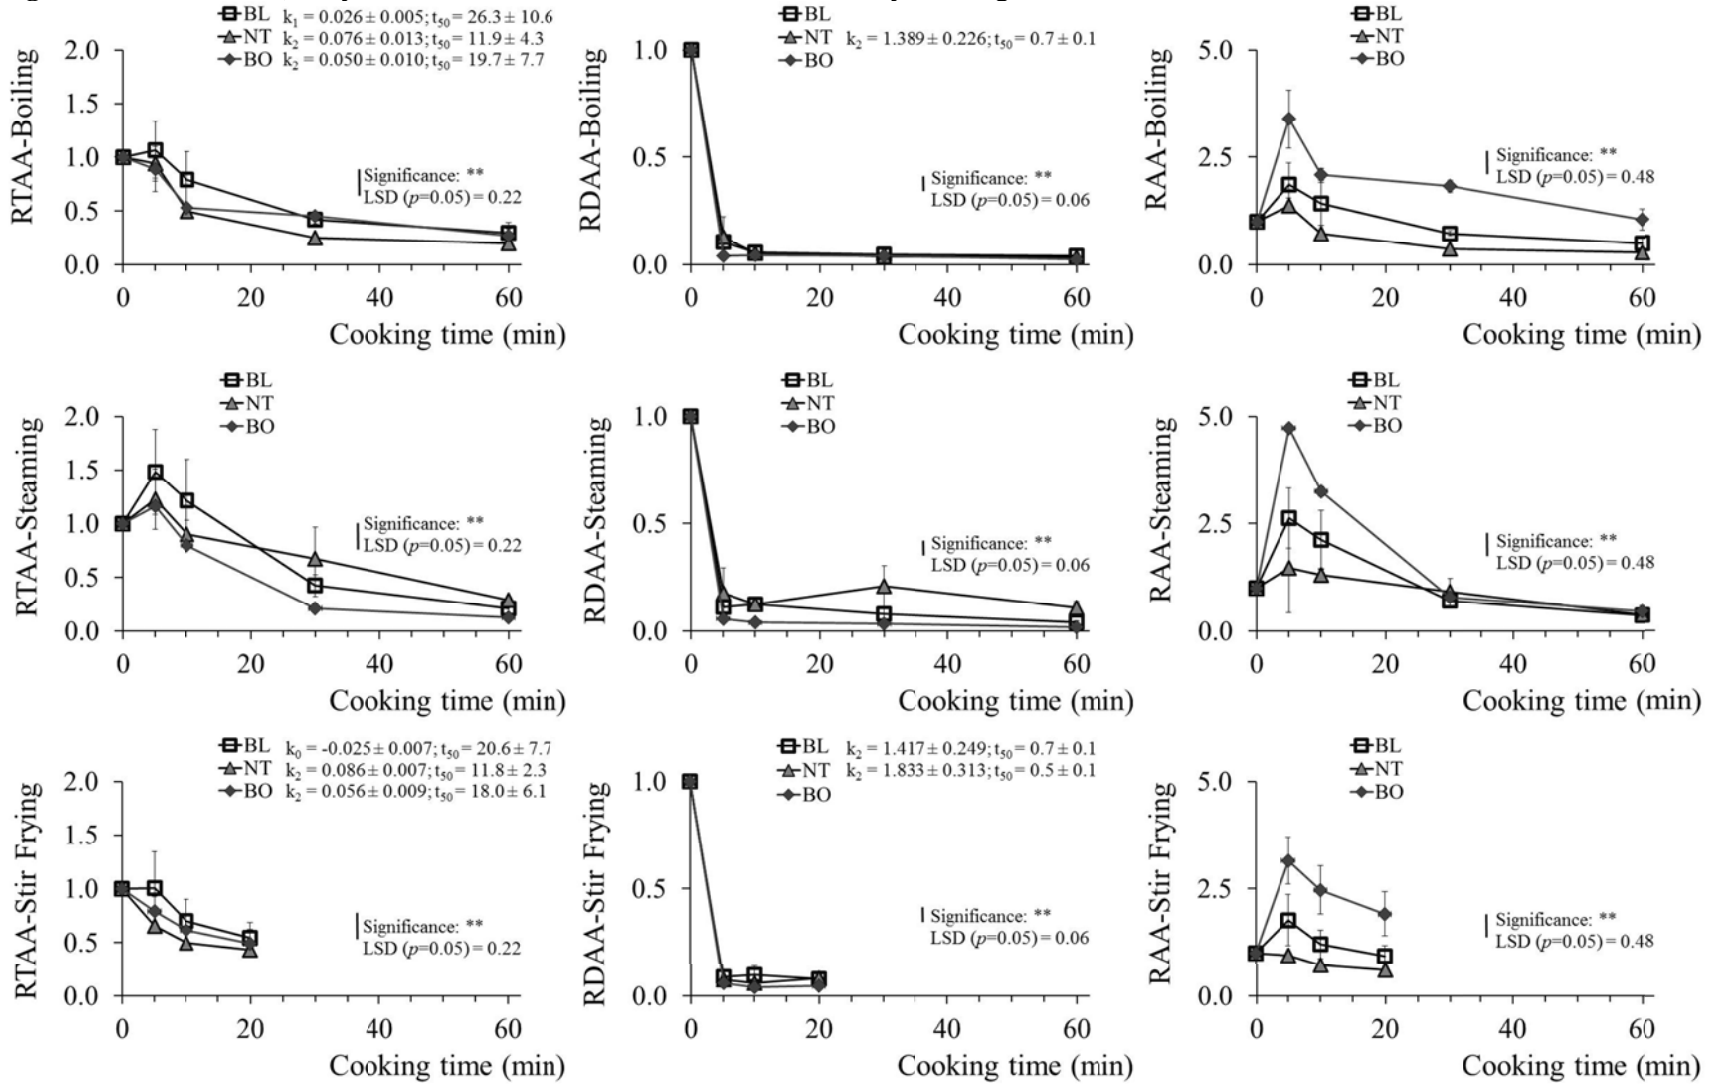 BL k1 = 0.026 ± 0.005; t50 = 26.3 ± 10.6
NT k2 = 0.076 ± 0.013; t50 = 11.9 ± 4.3
BO k2 = 0.050 ± 0.010; t50 = 19.7 ± 7.7
RTAA-Boiling
2.0
1.5
1.0
0.5
0.0
Significance: **
LSD (p=0.05) = 0.22
0 20 40 60
Cooking time (min)
BL
NT k2 = 1.389 ± 0.226; t50 = 0.7 ± 0.1
BO
RDAA-Boiling
1.0
0.5
0.0
Significance: **
LSD (p=0.05) = 0.06
0 20 40 60
Cooking time (min)
BL
NT
BO
RAA-Boiling
5.0
2.5
0.0
Significance: **
LSD (p=0.05) = 0.48
0 20 40 60
Cooking time (min)
BL
NT
BO
RTAA-Steaming
2.0
1.5
1.0
0.5
0.0
Significance: **
LSD (p=0.05) = 0.22
0 20 40 60
Cooking time (min)
BL
NT
BO
RDAA-Steaming
1.0
0.5
0.0
Significance: **
LSD (p=0.05) = 0.06
0 20 40 60
Cooking time (min)
BL
NT
BO
RAA-Steaming
5.0
2.5
0.0
Significance: **
LSD (p=0.05) = 0.48
0 20 40 60
Cooking time (min)
BL k0 = -0.025 ± 0.007; t50 = 20.6 ± 7.7
NT k2 = 0.086 ± 0.007; t50 = 11.8 ± 2.3
BO k2 = 0.056 ± 0.009; t50 = 18.0 ± 6.1
RTAA-Stir Frying
2.0
1.5
1.0
0.5
0.0
Significance: **
LSD (p=0.05) = 0.22
0 20 40 60
Cooking time (min)
BL k2 = 1.417 ± 0.249; t50 = 0.7 ± 0.1
NT k2 = 1.833 ± 0.313; t50 = 0.5 ± 0.1
BO
RDAA-Stir Frying
1.0
0.5
0.0
Significance: **
LSD (p=0.05) = 0.06
0 20 40 60
Cooking time (min)
BL
NT
BO
RAA-Stir Frying
5.0
2.5
0.0
Significance: **
LSD (p=0.05) = 0.48
0 20 40 60
Cooking time (min)